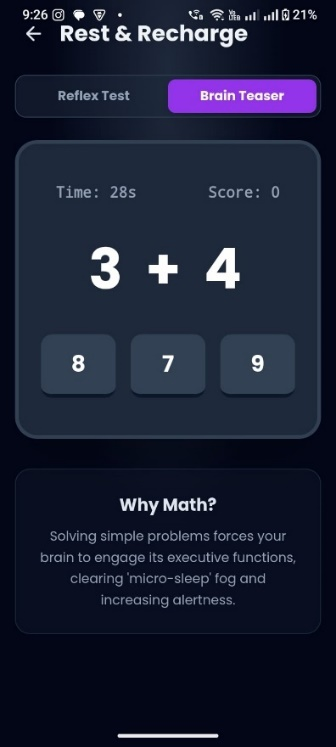 9:26 21%
Rest & Recharge
Reflex Test Brain Teaser
Time: 28s Score: 0
3 + 4
8 7 9
Why Math?
Solving simple problems forces your
brain to engage its executive functions,
clearing 'micro-sleep' fog and
increasing alertness.